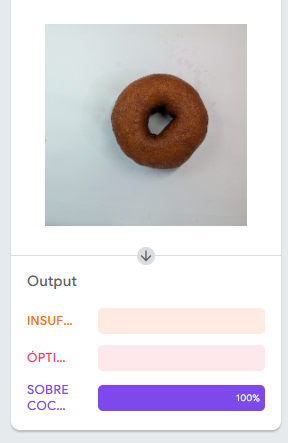 Output
INSUF...
ÓPTI...
SOBRE
COC...
100%